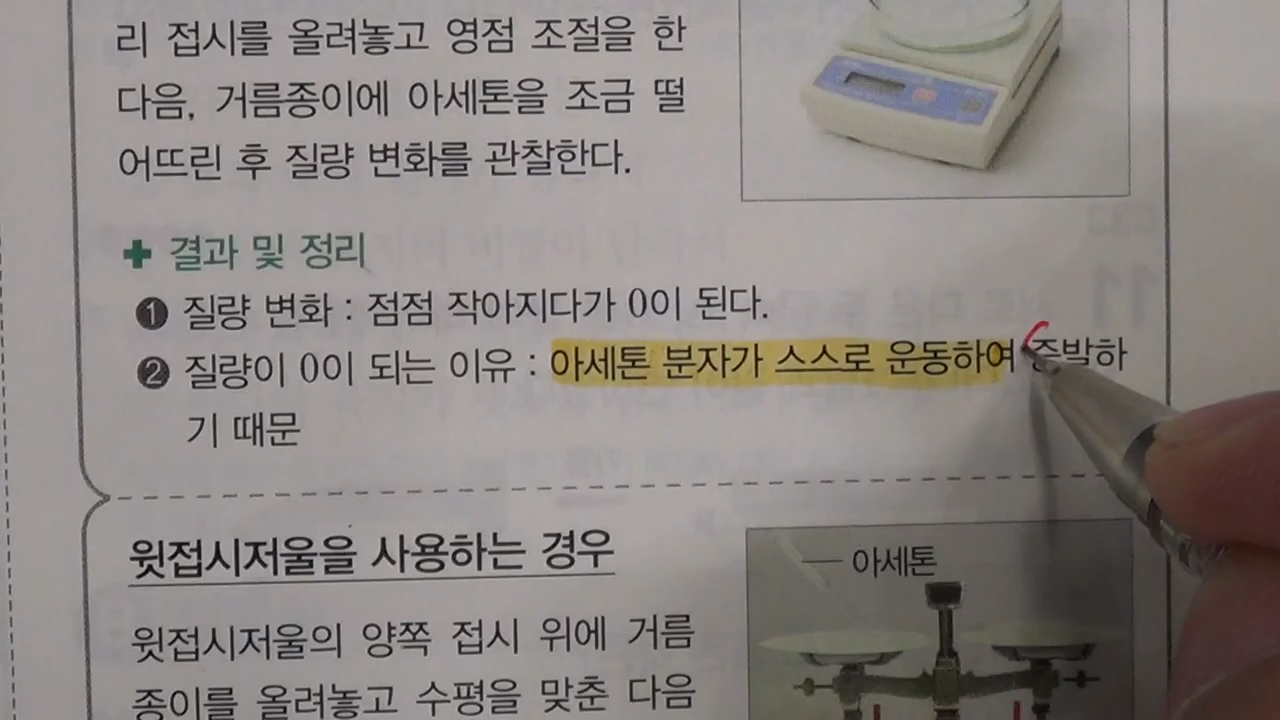 리 접시를 올려놓고 영점 조절을 한
다음, 거름종이에 아세톤을 조금 떨
어뜨린 후 질량 변화를 관찰한다.
✚ 결과 및 정리
❶ 질량 변화 : 점점 작아지다가 0이 된다.
❷ 질량이 0이 되는 이유 : 아세톤 분자가 스스로 운동하여 증발하
기 때문
윗접시저울을 사용하는 경우
아세톤
윗접시저울의 양쪽 접시 위에 거름
종이를 올려놓고 수평을 맞춘 다음